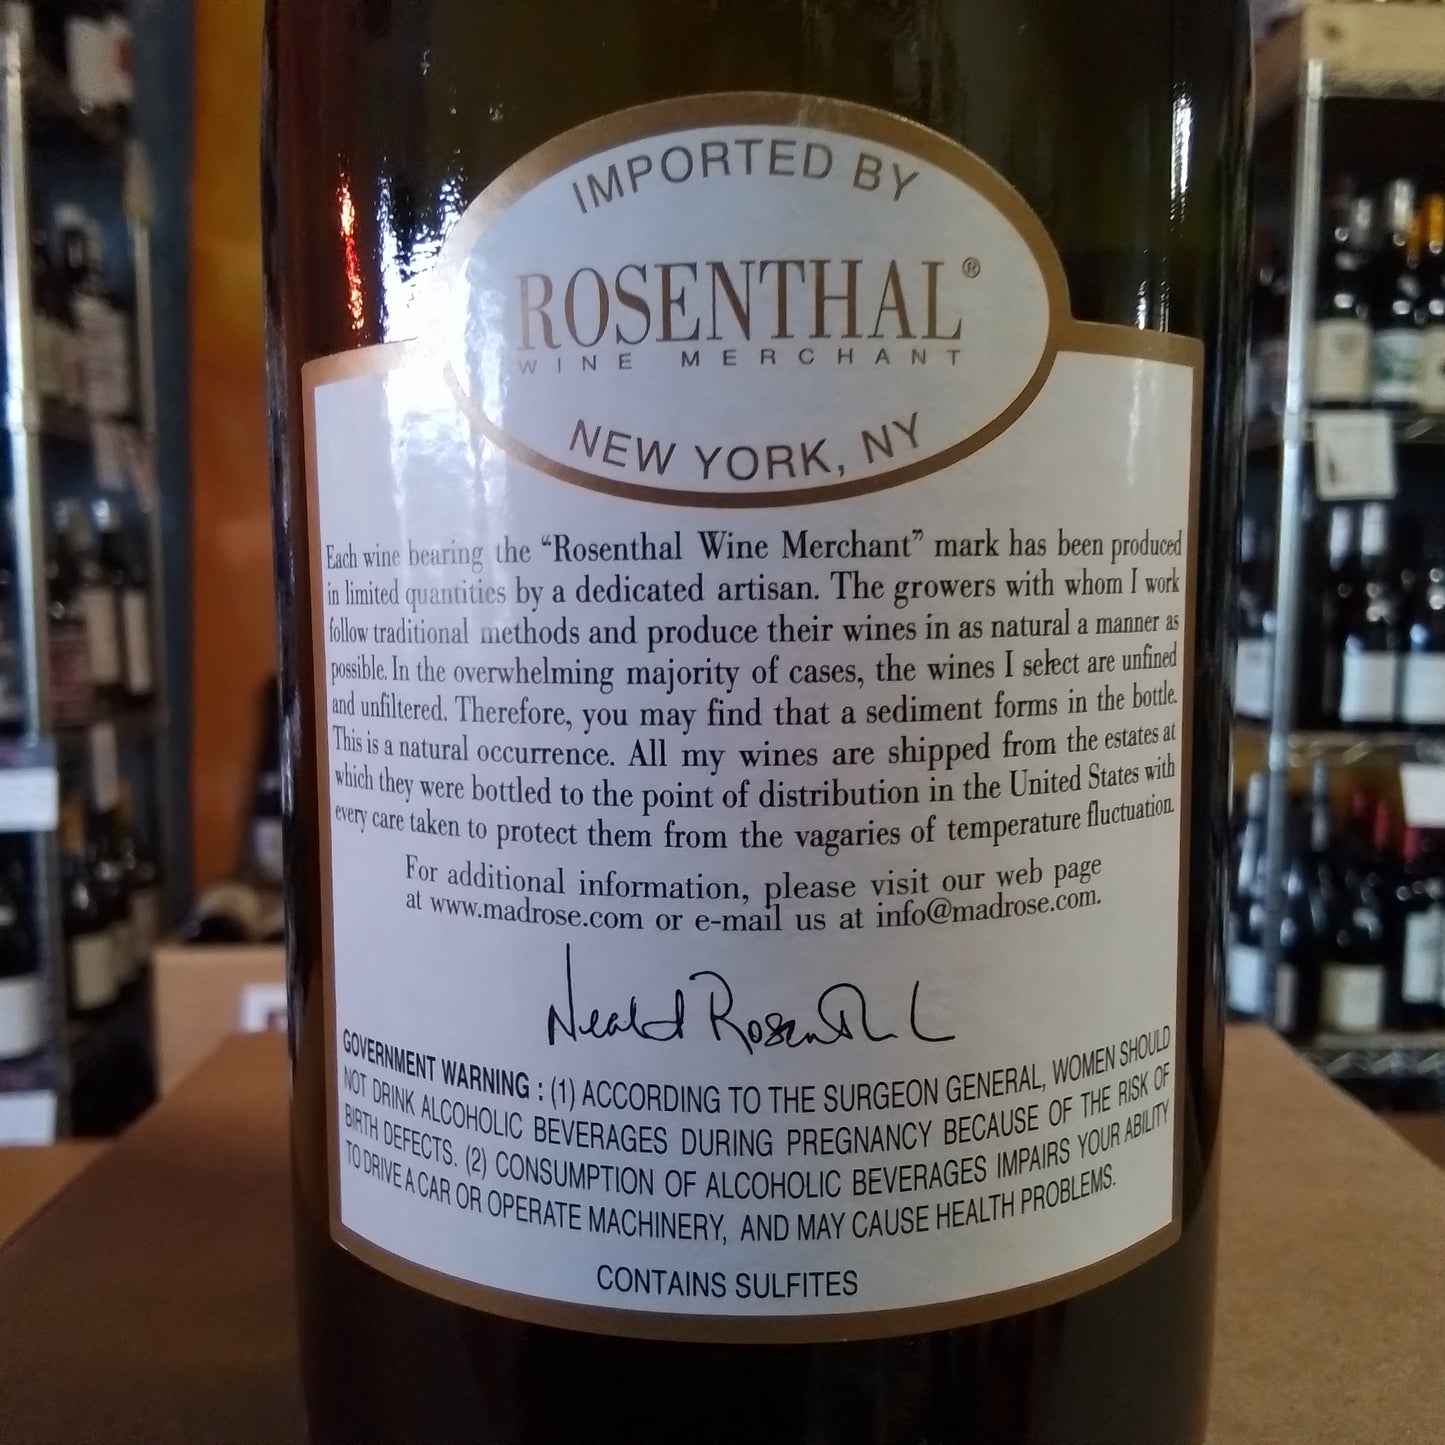 IMPORTED BY
ROSENTHAL®
WINE MERCHANT
NEW YORK, NY
Each wine bearing the “Rosenthal Wine Merchant” mark has been produced
in limited quantities by a dedicated artisan. The growers with whom I work
follow traditional methods and produce their wines in as natural a manner as
possible. In the overwhelming majority of cases, the wines I select are unfined
and unfiltered. Therefore, you may find that a sediment forms in the bottle.
This is a natural occurrence. All my wines are shipped from the estates at
which they were bottled to the point of distribution in the United States with
every care taken to protect them from the vagaries of temperature fluctuation.
For additional information, please visit our web page
at www.madrose.com or e-mail us at info@madrose.com.
Neald Rosenthal
GOVERNMENT WARNING : (1) ACCORDING TO THE SURGEON GENERAL, WOMEN SHOULD
NOT DRINK ALCOHOLIC BEVERAGES DURING PREGNANCY BECAUSE OF THE RISK OF
BIRTH DEFECTS. (2) CONSUMPTION OF ALCOHOLIC BEVERAGES IMPAIRS YOUR ABILITY
TO DRIVE A CAR OR OPERATE MACHINERY, AND MAY CAUSE HEALTH PROBLEMS.
CONTAINS SULFITES